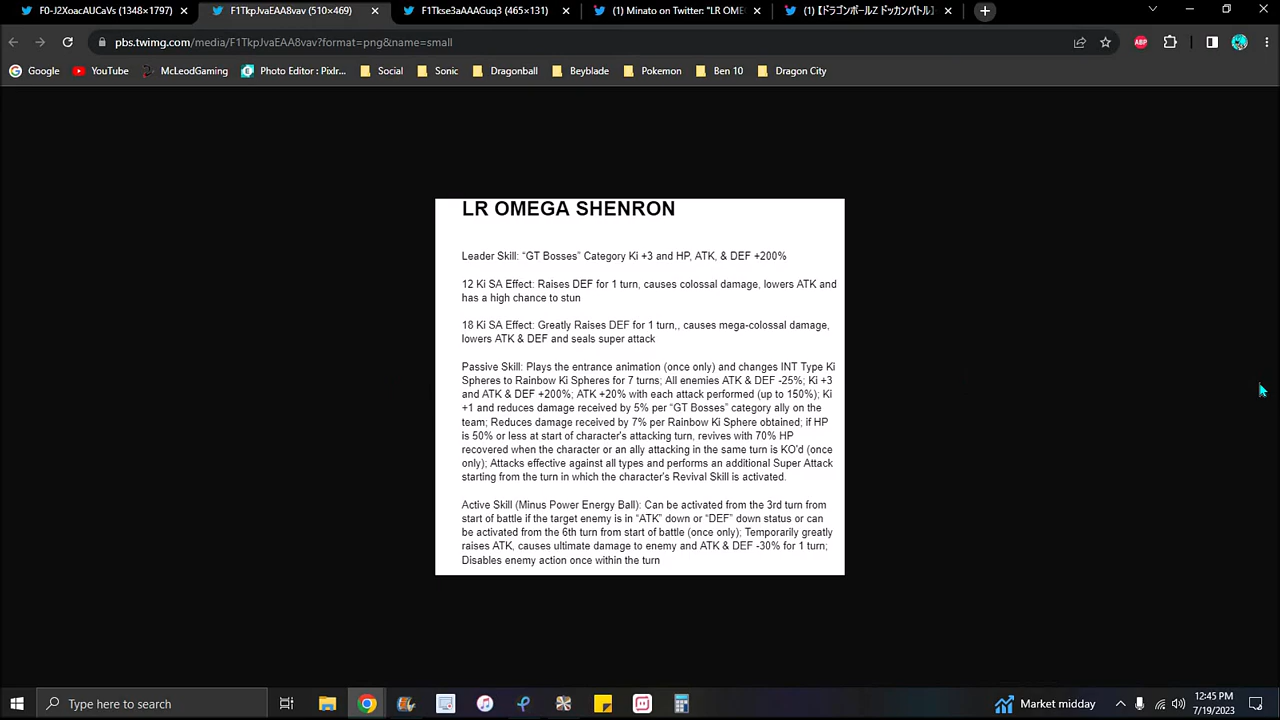 F0-J2XoacAUCaVs (1348×1797)
F1TkpJvaEAA8vav (510×469)
F1Tkse3aAAAGuq3 (465×131)
(1) Minato on Twitter: "LR OME
(1) [ドラゴンボールZ ドッカンバトル]
pbs.twimg.com/media/F1TkpJvaEAA8vav?format=png&name=small
ABP
Google YouTube McLeodGaming Photo Editor : Pixlr... Social Sonic Dragonball Beyblade Pokemon Ben 10 Dragon City
LR OMEGA SHENRON
Leader Skill: “GT Bosses” Category Ki +3 and HP, ATK, & DEF +200%
12 Ki SA Effect: Raises DEF for 1 turn, causes colossal damage, lowers ATK and
has a high chance to stun
18 Ki SA Effect: Greatly Raises DEF for 1 turn,, causes mega-colossal damage,
lowers ATK & DEF and seals super attack
Passive Skill: Plays the entrance animation (once only) and changes INT Type Ki
Spheres to Rainbow Ki Spheres for 7 turns; All enemies ATK & DEF -25%; Ki +3
and ATK & DEF +200%; ATK +20% with each attack performed (up to 150%); Ki
+1 and reduces damage received by 5% per “GT Bosses” category ally on the
team; Reduces damage received by 7% per Rainbow Ki Sphere obtained; if HP
is 50% or less at start of character's attacking turn, revives with 70% HP
recovered when the character or an ally attacking in the same turn is KO'd (once
only); Attacks effective against all types and performs an additional Super Attack
starting from the turn in which the character's Revival Skill is activated.
Active Skill (Minus Power Energy Ball): Can be activated from the 3rd turn from
start of battle if the target enemy is in “ATK” down or “DEF” down status or can
be activated from the 6th turn from start of battle (once only); Temporarily greatly
raises ATK, causes ultimate damage to enemy and ATK & DEF -30% for 1 turn;
Disables enemy action once within the turn
Type here to search
Market midday
12:45 PM
7/19/2023